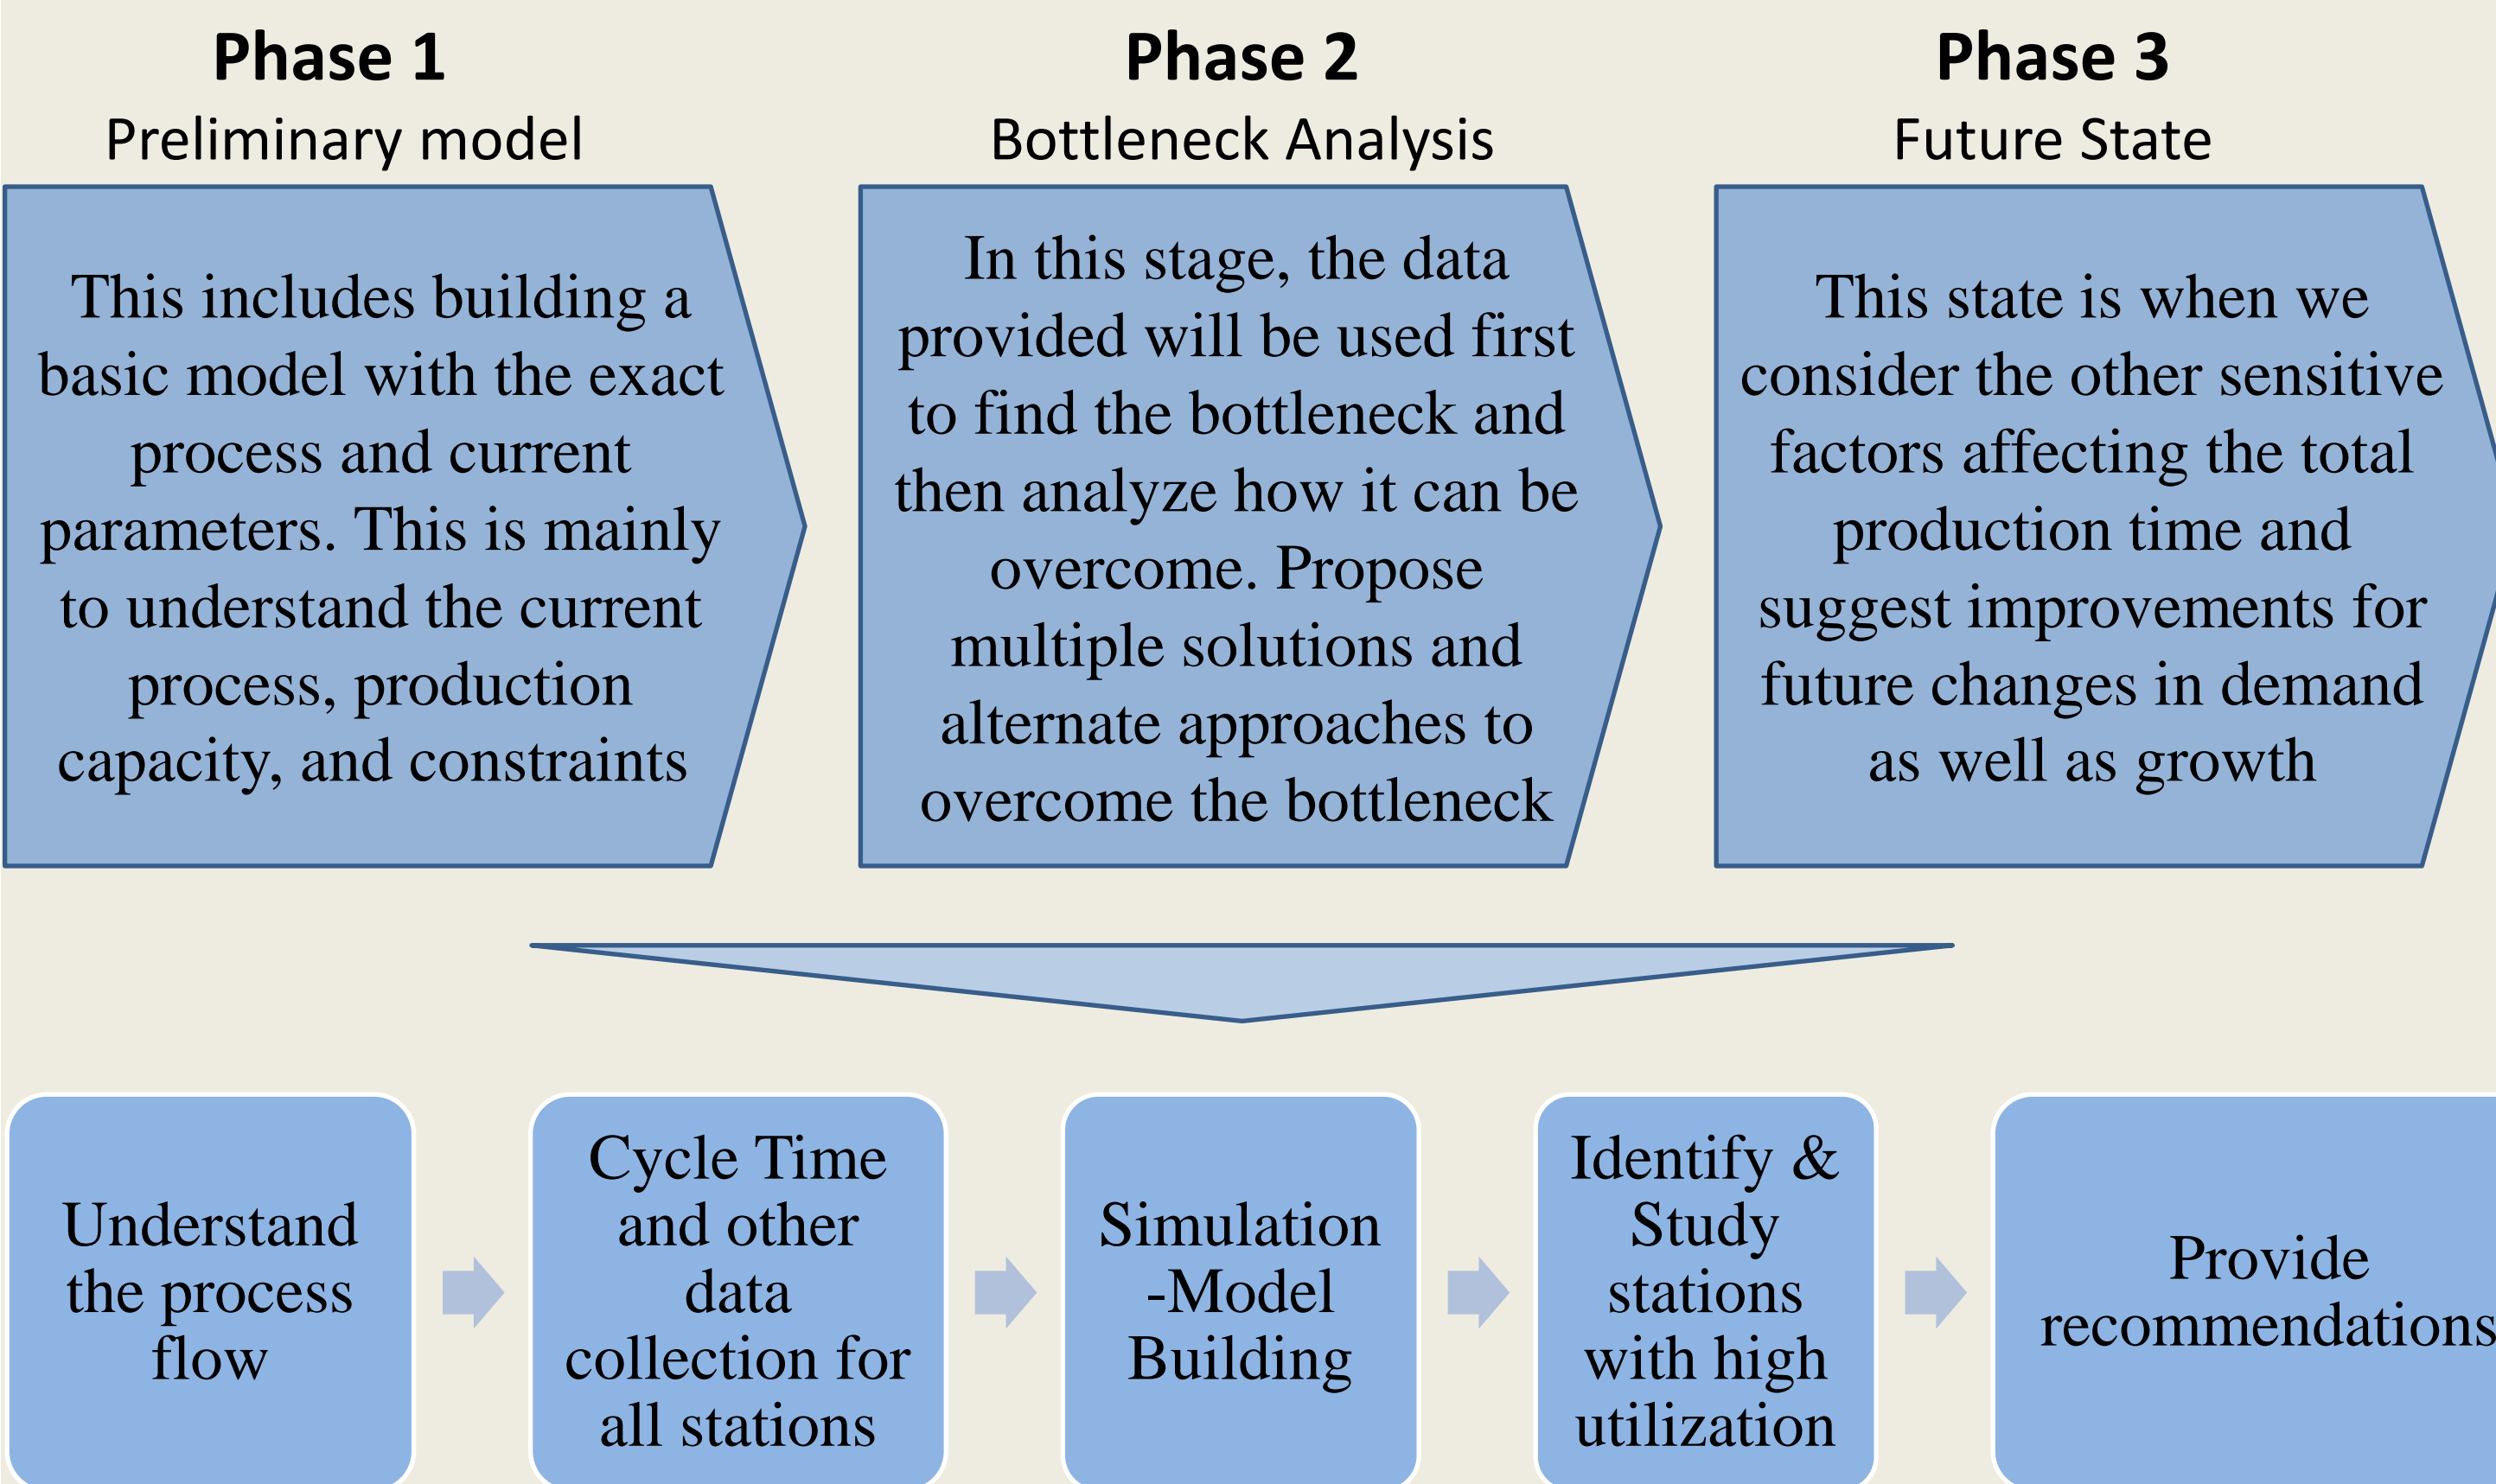 Phase 1
Preliminary model
This includes building a
basic model with the exact
process and current
parameters. This is mainly
to understand the current
process, production
capacity, and constraints
Phase 2
Bottleneck Analysis
In this stage, the data
provided will be used first
to find the bottleneck and
then analyze how it can be
overcome. Propose
multiple solutions and
alternate approaches to
overcome the bottleneck
Phase 3
Future State
This state is when we
consider the other sensitive
factors affecting the total
production time and
suggest improvements for
future changes in demand
as well as growth
Understand
the process
flow
Cycle Time
and other
data
collection for
all stations
Simulation
-Model
Building
Identify &
Study
stations
with high
utilization
Provide
recommendations